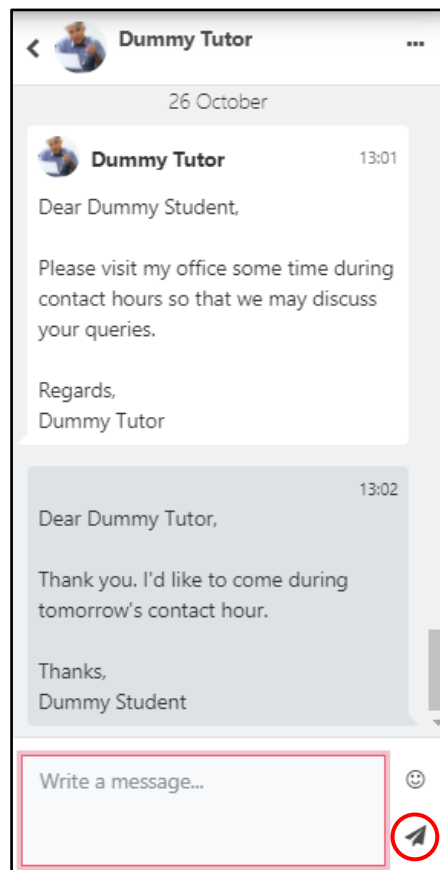 Dummy Tutor
26 October
Dummy Tutor 13:01
Dear Dummy Student,
Please visit my office some time during
contact hours so that we may discuss
your queries.
Regards,
Dummy Tutor
13:02
Dear Dummy Tutor,
Thank you. I'd like to come during
tomorrow's contact hour.
Thanks,
Dummy Student
Write a message...